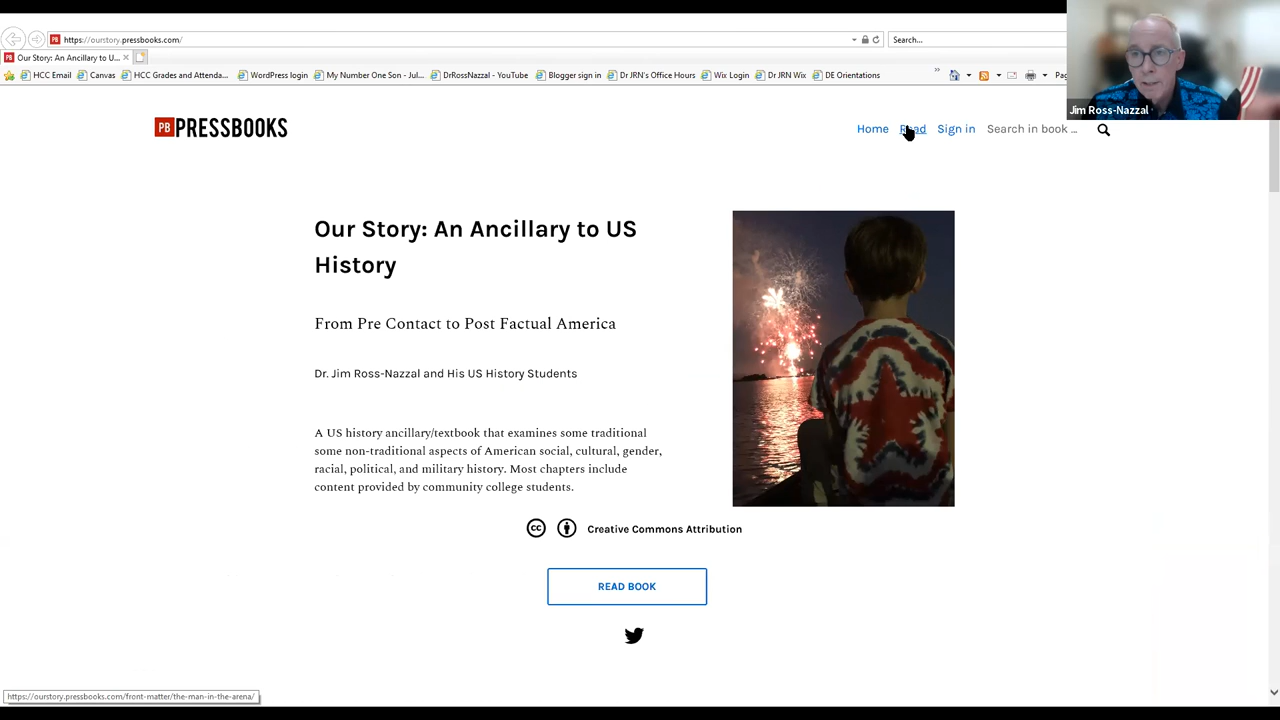 https://ourstory.pressbooks.com/
Search...
Our Story: An Ancillary to U...
HCC Email
Canvas
HCC Grades and Attenda...
WordPress login
My Number One Son - Jul...
DrRossNazzal - YouTube
Blogger sign in
Dr JRN's Office Hours
Wix Login
Dr JRN Wix
DE Orientations
Jim Ross-Nazzal
PB PRESSBOOKS
Home
Read
Sign in
Search in book ...
Our Story: An Ancillary to US
History
From Pre Contact to Post Factual America
Dr. Jim Ross-Nazzal and His US History Students
A US history ancillary/textbook that examines some traditional
some non-traditional aspects of American social, cultural, gender,
racial, political, and military history. Most chapters include
content provided by community college students.
cc
Creative Commons Attribution
READ BOOK
https://ourstory.pressbooks.com/front-matter/the-man-in-the-arena/